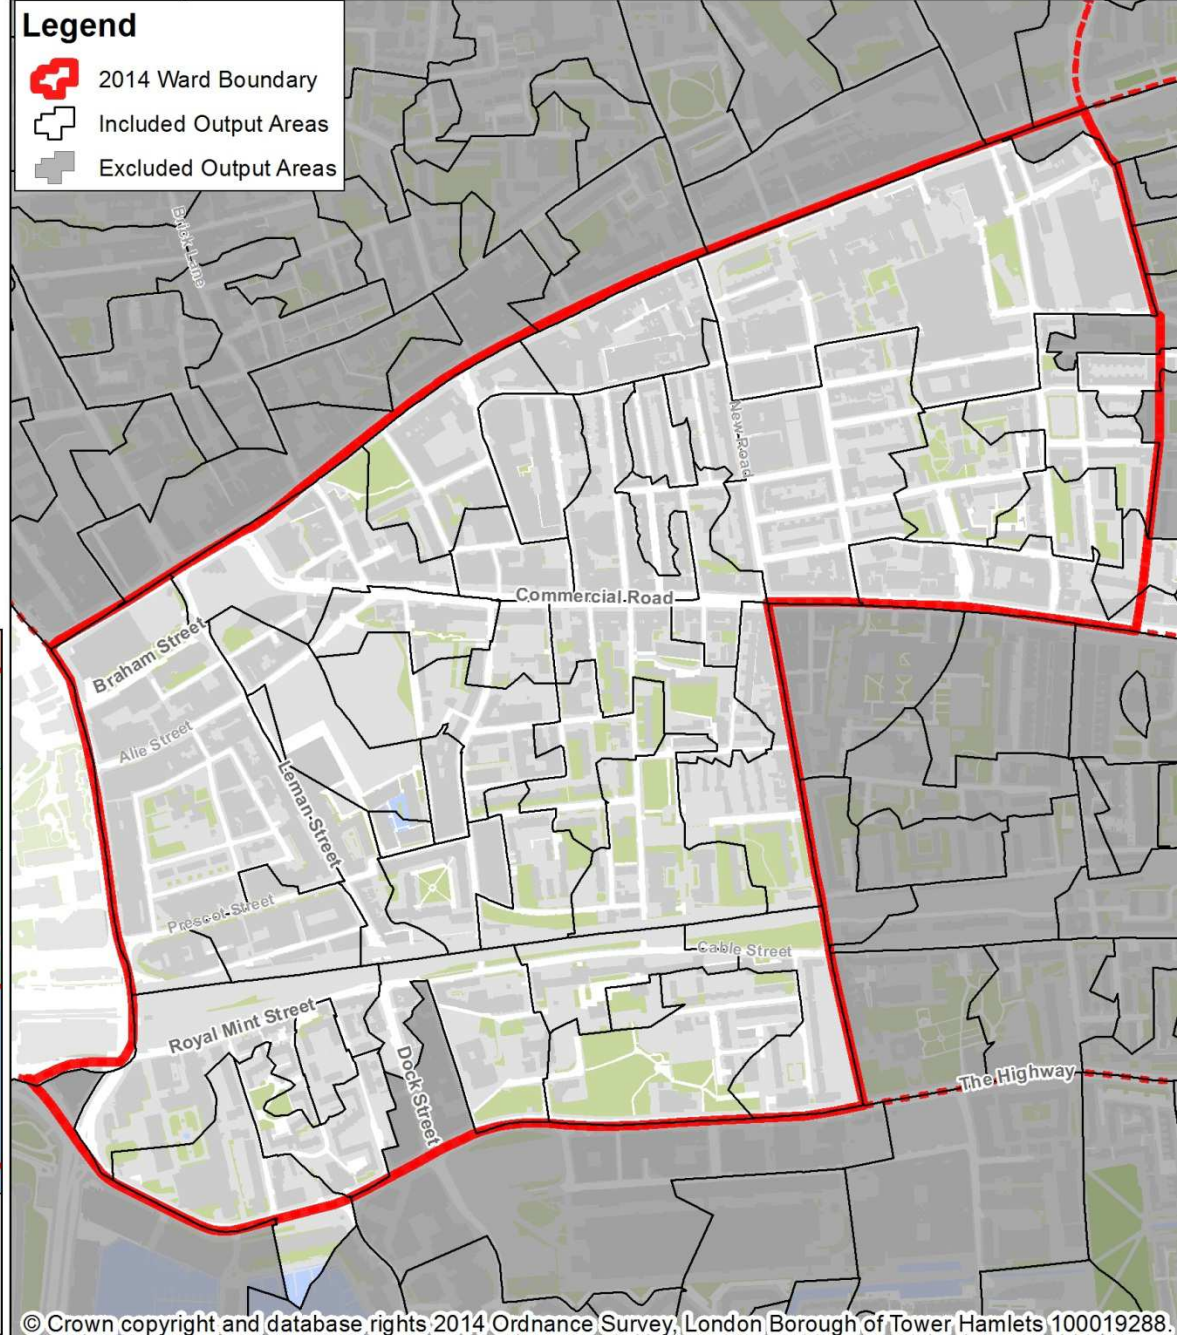 Legend
2014 Ward Boundary
Included Output Areas
Excluded Output Areas
Brick Lane
New Road
Commercial Road
Braham Street
Alie Street
Leman Street
Prescot Street
Cable Street
Royal Mint Street
Dock Street
The Highway
© Crown copyright and database rights 2014 Ordnance Survey, London Borough of Tower Hamlets 100019288.